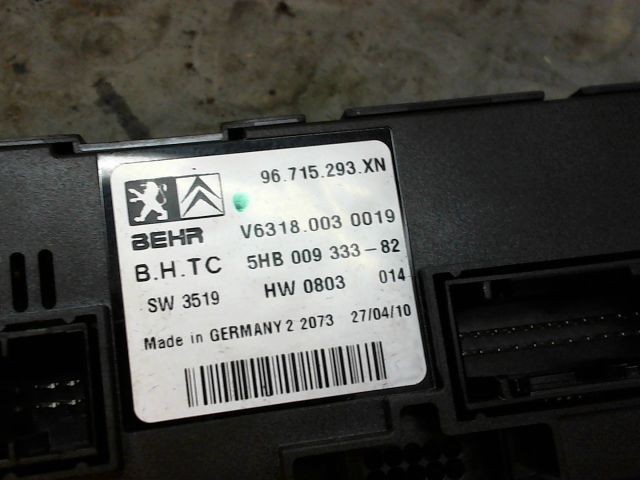 96.715.293.XN
BEHR V6318.003 0019
B.H.TC 5HB 009 333-82
SW 3519 HW 0803 014
Made in GERMANY 2 2073 27/04/10